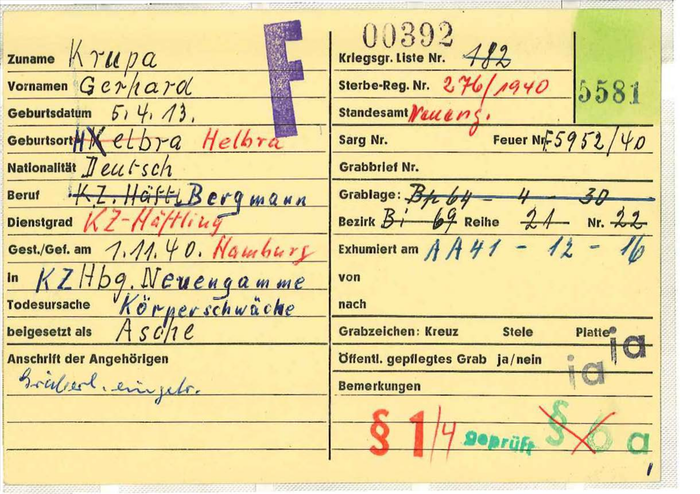 Zuname Krupa
Vornamen Gerhard
Geburtsdatum 5. 4. 13.
Geburtsort Helbra Helbra
Nationalität Deutsch
Beruf KZ. Häftl. Bergmann
Dienstgrad KZ-Häftling
Gest./Gef. am 1.11.40. Hamburg
in KZ Hbg. Neuengamme
Todesursache Körperschwäche
beigesetzt als Asche
Anschrift der Angehörigen
F
00392
Kriegsgr. Liste Nr. 182
Sterbe-Reg. Nr. 276/1940
5581
Standesamt Neueng.
Sarg Nr. Feuer Nr. F5952/40
Grabbrief Nr.
Grablage: Bp 64 - 4 - 30
Bezirk Bi 69 Reihe 21 Nr. 22
Exhumiert am AA41 - 12 - 16
von
nach
Grabzeichen: Kreuz Stele Platte ja
Öffentl. gepflegtes Grab ja/nein ja
Bemerkungen
§ 1/4 geprüft § 6 a